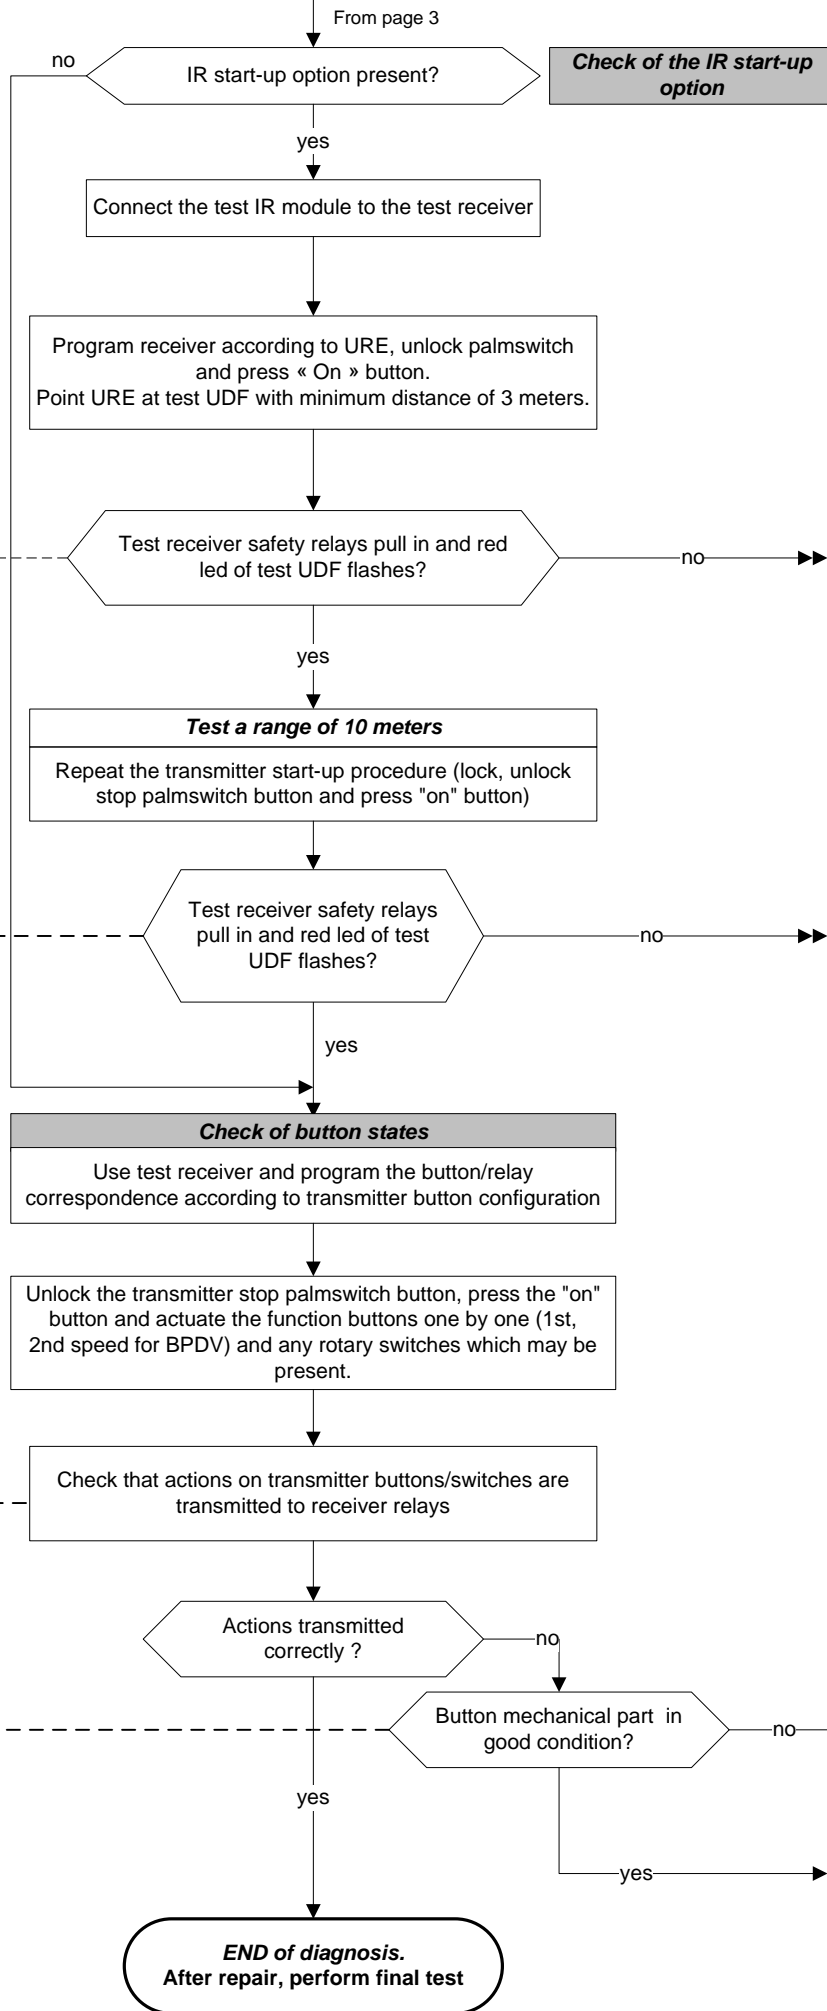 From page 3
no
IR start-up option present?
Check of the IR start-up
option
yes
Connect the test IR module to the test receiver
Program receiver according to URE, unlock palmswitch
and press « On » button.
Point URE at test UDF with minimum distance of 3 meters.
Test receiver safety relays pull in and red
led of test UDF flashes?
no
yes
Test a range of 10 meters
Repeat the transmitter start-up procedure (lock, unlock
stop palmswitch button and press "on" button)
Test receiver safety relays
pull in and red led of test
UDF flashes?
no
yes
Check of button states
Use test receiver and program the button/relay
correspondence according to transmitter button configuration
Unlock the transmitter stop palmswitch button, press the "on"
button and actuate the function buttons one by one (1st,
2nd speed for BPDV) and any rotary switches which may be
present.
Check that actions on transmitter buttons/switches are
transmitted to receiver relays
Actions transmitted
correctly ?
no
Button mechanical part in
good condition?
no
yes
yes
END of diagnosis.
After repair, perform final test